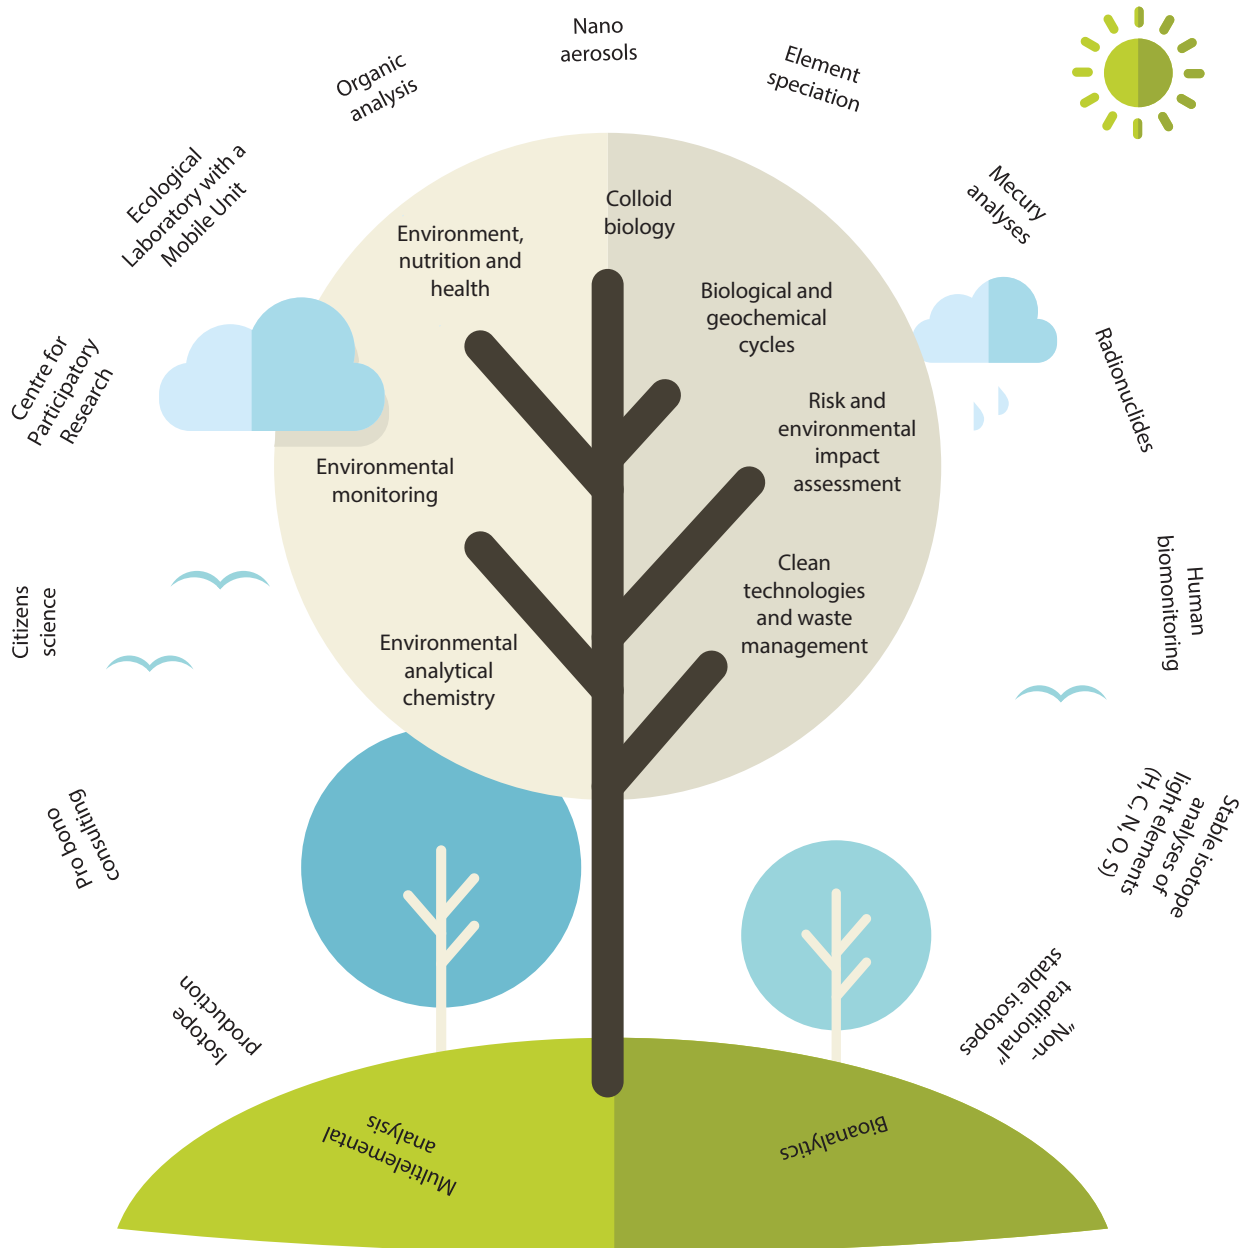 Nano
aerosols
Element
speciation
Mecury
analyses
Radionuclides
Human
biomonitoring
Stable isotope
analyses of
light elements
(H, C, N, O, S)
“Non-
traditional”
stable isotopes
Bioanalytics
Multielemental
analysis
Isotope
production
Pro bono
consulting
Citizens
science
Centre for
Participatory
Research
Ecological
Laboratory with a
Mobile Unit
Organic
analysis
Colloid
biology
Environment,
nutrition and
health
Biological and
geochemical
cycles
Risk and
environmental
impact
assessment
Environmental
monitoring
Clean
technologies
and waste
management
Environmental
analytical
chemistry